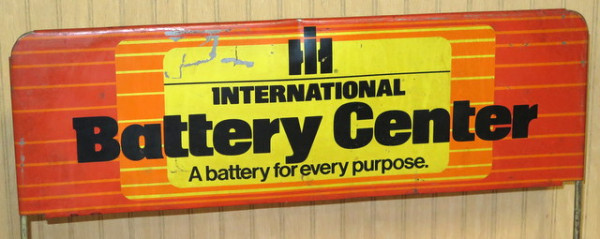 INTERNATIONAL
Battery Center
A battery for every purpose.